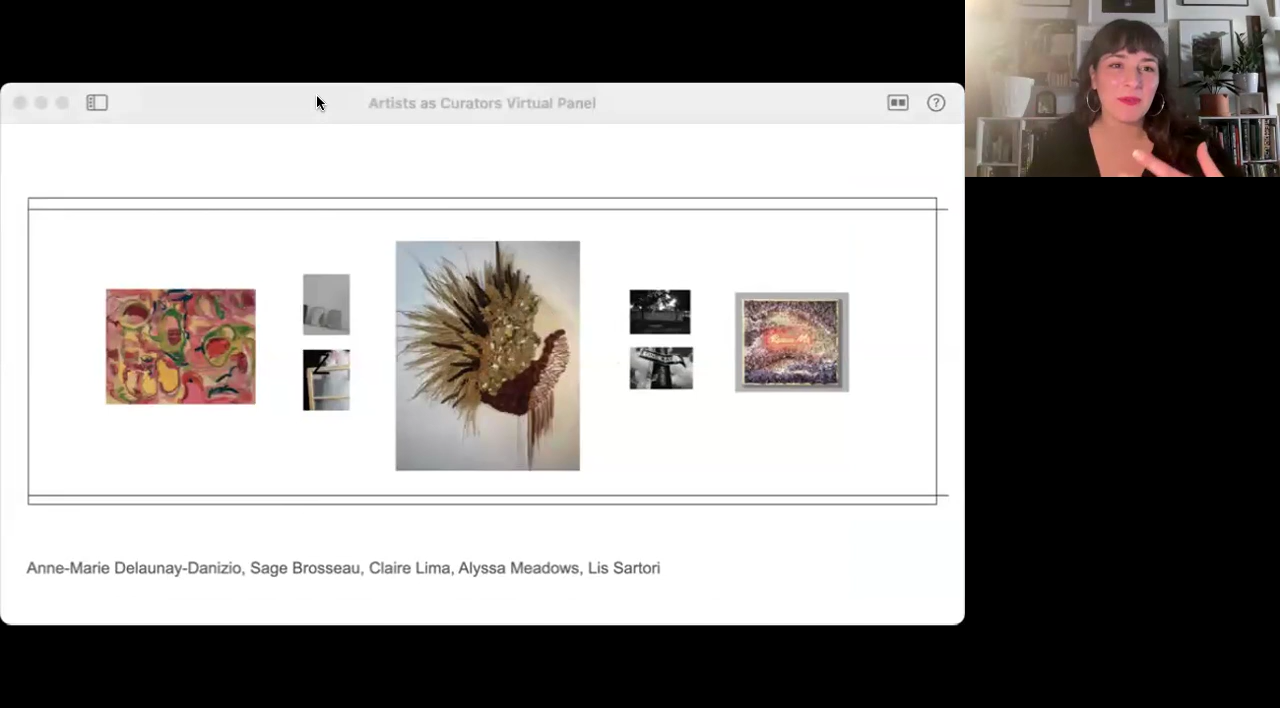 Artists as Curators Virtual Panel
Anne-Marie Delaunay-Danizio, Sage Brosseau, Claire Lima, Alyssa Meadows, Lis Sartori